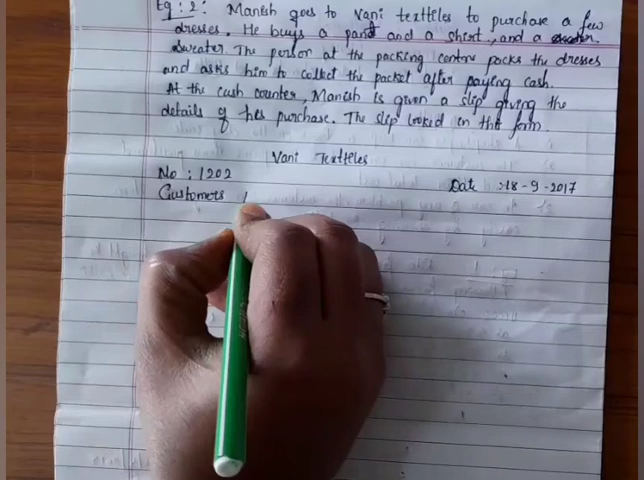 Eg : 2 : Manish goes to Vani textiles to purchase a few
dresses. He buys a pant and a shirt, and a
sweater. The person at the packing centre packs the dresses
and asks him to collect the packet after paying cash.
At the cash counter, Manish is given a slip giving the
details of his purchase. The slip looked in this form.
Vani Textiles
No : 1202
Date : 18-9-2017
Customers